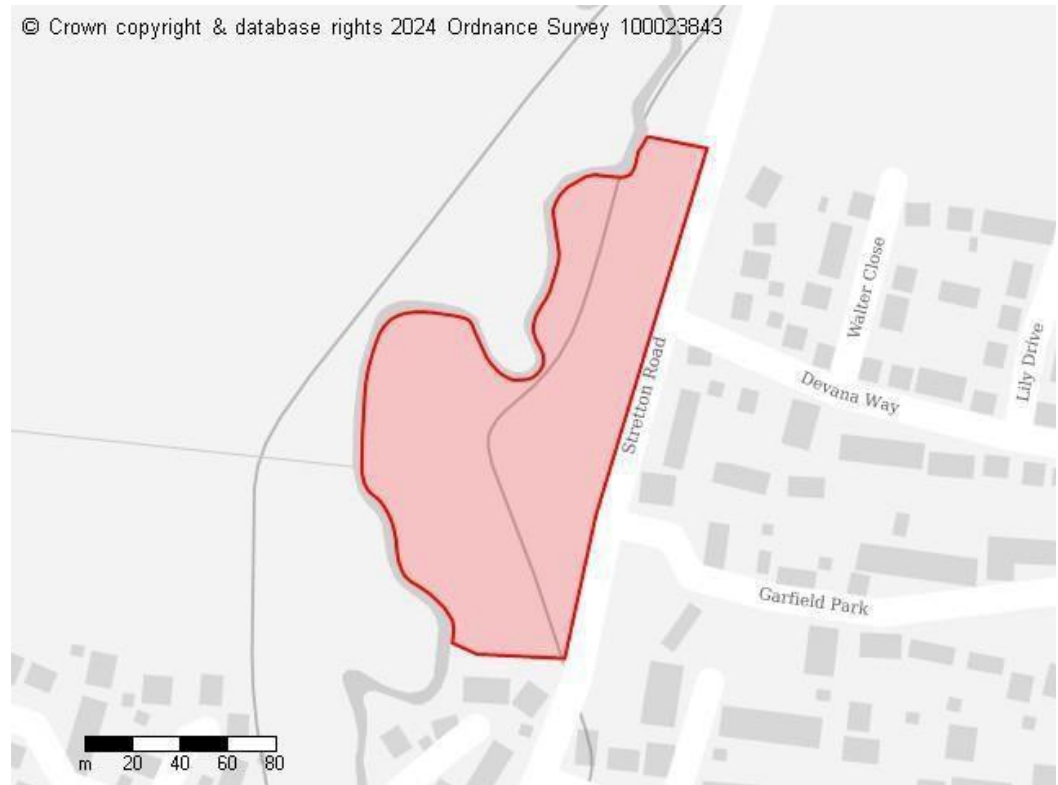 © Crown copyright & database rights 2024 Ordnance Survey 100023843
Walter Close
Lily Drive
Stretton Road
Devana Way
Garfield Park
m 20 40 60 80